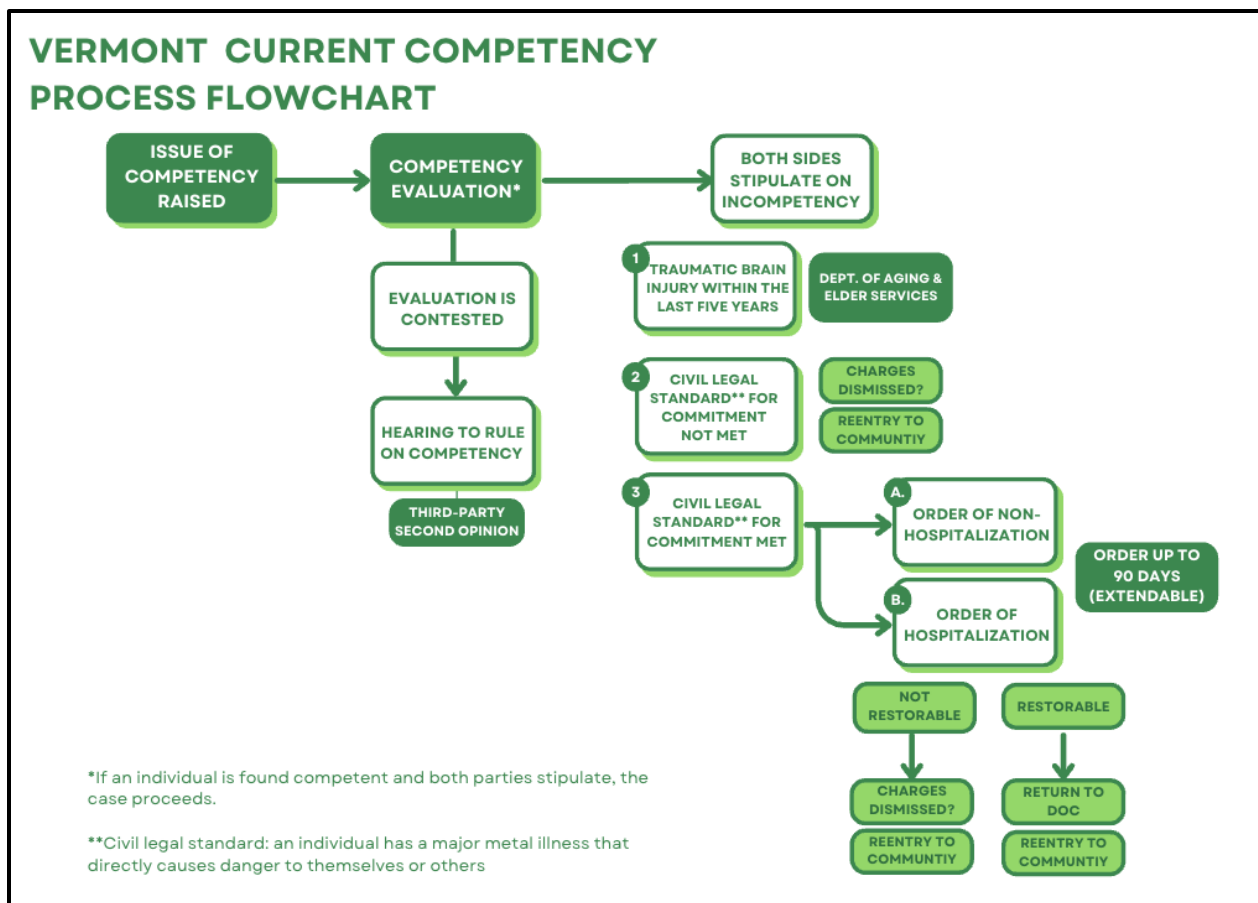 VERMONT CURRENT COMPETENCY
PROCESS FLOWCHART
ISSUE OF
COMPETENCY
RAISED
COMPETENCY
EVALUATION*
BOTH SIDES
STIPULATE ON
INCOMPETENCY
EVALUATION IS
CONTESTED
HEARING TO RULE
ON COMPETENCY
THIRD-PARTY
SECOND OPINION
1
TRAUMATIC BRAIN
INJURY WITHIN THE
LAST FIVE YEARS
DEPT. OF AGING &
ELDER SERVICES
2
CIVIL LEGAL
STANDARD** FOR
COMMITMENT
NOT MET
CHARGES
DISMISSED?
REENTRY TO
COMMUNTIY
3
CIVIL LEGAL
STANDARD** FOR
COMMITMENT MET
A.
ORDER OF NON-
HOSPITALIZATION
B.
ORDER OF
HOSPITALIZATION
ORDER UP TO
90 DAYS
(EXTENDABLE)
NOT
RESTORABLE
CHARGES
DISMISSED?
REENTRY TO
COMMUNTIY
RESTORABLE
RETURN TO
DOC
REENTRY TO
COMMUNTIY
*If an individual is found competent and both parties stipulate, the
case proceeds.
**Civil legal standard: an individual has a major metal illness that
directly causes danger to themselves or others